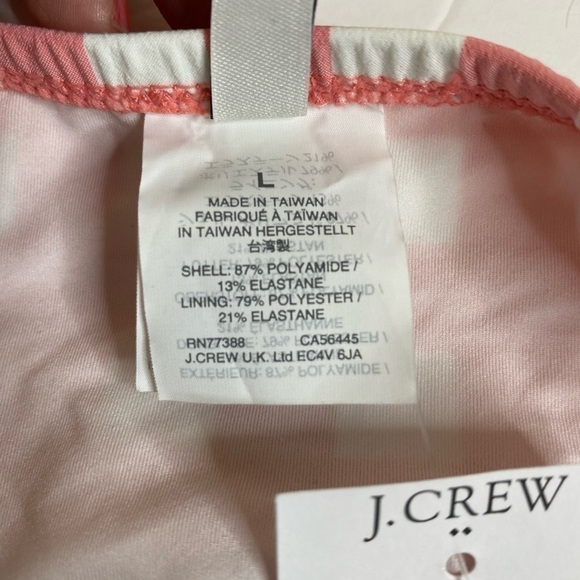 L
MADE IN TAIWAN
FABRIQUÉ À TAÏWAN
IN TAIWAN HERGESTELLT
台湾製
SHELL: 87% POLYAMIDE /
13% ELASTANE
LINING: 79% POLYESTER /
21% ELASTANE
RN77388 CA56445
J.CREW U.K. Ltd EC4V 6JA
J.CREW